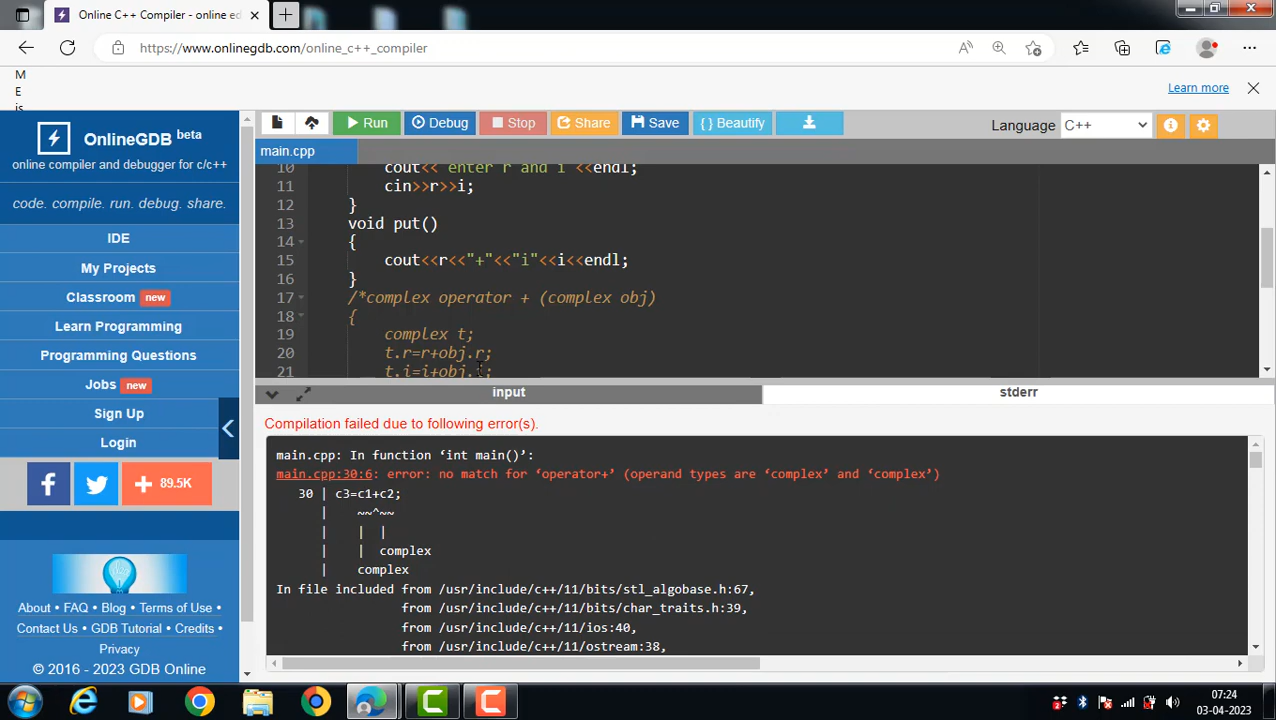 Online C++ Compiler - online ed
https://www.onlinegdb.com/online_c++_compiler
M
E
is
Learn more
OnlineGDB beta
online compiler and debugger for c/c++
code. compile. run. debug. share.
IDE
My Projects
Classroom new
Learn Programming
Programming Questions
Jobs new
Sign Up
Login
89.5K
About • FAQ • Blog • Terms of Use •
Contact Us • GDB Tutorial • Credits •
Privacy
© 2016 - 2023 GDB Online
Run
Debug
Stop
Share
Save
{ } Beautify
Language C++
main.cpp
10 cout<<"enter r and i"<<endl;
11 cin>>r>>i;
12 }
13 void put()
14 {
15 cout<<r<<"+"<<"i"<<i<<endl;
16 }
17 /*complex operator + (complex obj)
18 {
19 complex t;
20 t.r=r+obj.r;
21 t.i=i+obj.i;
input
stderr
Compilation failed due to following error(s).
main.cpp: In function ‘int main()’:
main.cpp:30:6: error: no match for ‘operator+’ (operand types are ‘complex’ and ‘complex’)
30 | c3=c1+c2;
| ~~^~~
| | |
| | complex
| complex
In file included from /usr/include/c++/11/bits/stl_algobase.h:67,
from /usr/include/c++/11/bits/char_traits.h:39,
from /usr/include/c++/11/ios:40,
from /usr/include/c++/11/ostream:38,
07:24
03-04-2023